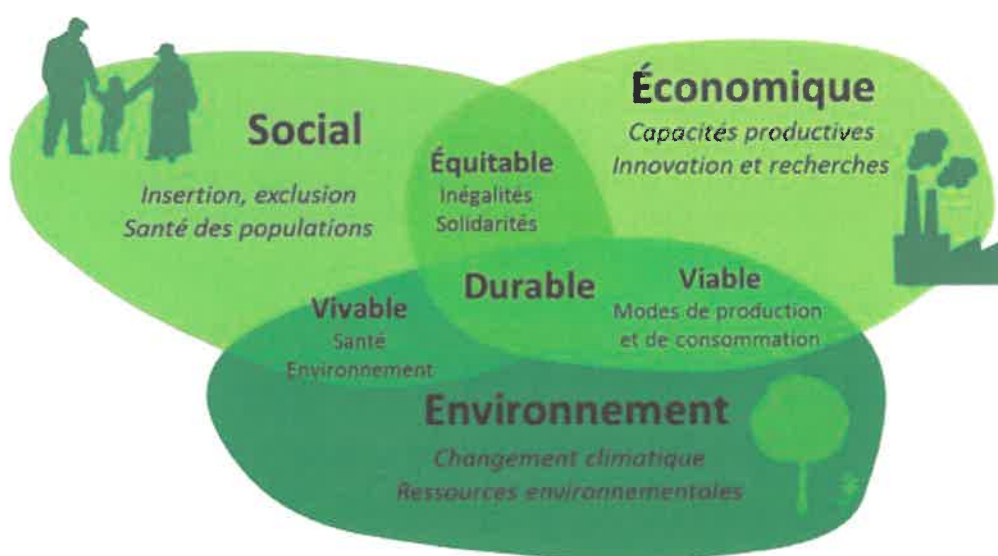 Social
Insertion, exclusion
Santé des populations
Économique
Capacités productives
Innovation et recherches
Équitable
Inégalités
Solidarités
Durable
Viable
Modes de production
et de consommation
Vivable
Santé
Environnement
Environnement
Changement climatique
Ressources environnementales